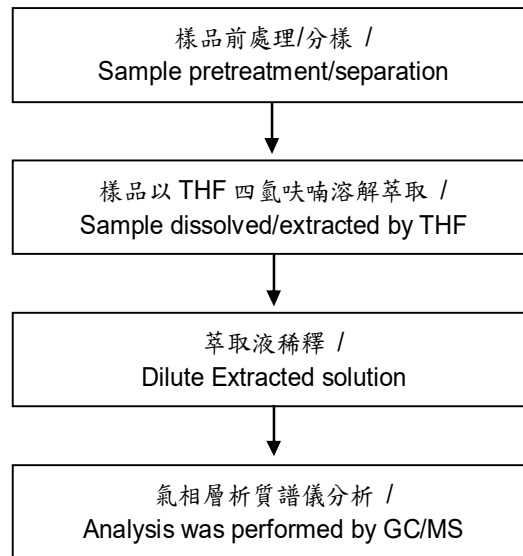 樣品前處理/分樣 /
Sample pretreatment/separation
樣品以 THF 四氫呋喃溶解萃取 /
Sample dissolved/extracted by THF
萃取液稀釋 /
Dilute Extracted solution
氣相層析質譜儀分析 /
Analysis was performed by GC/MS